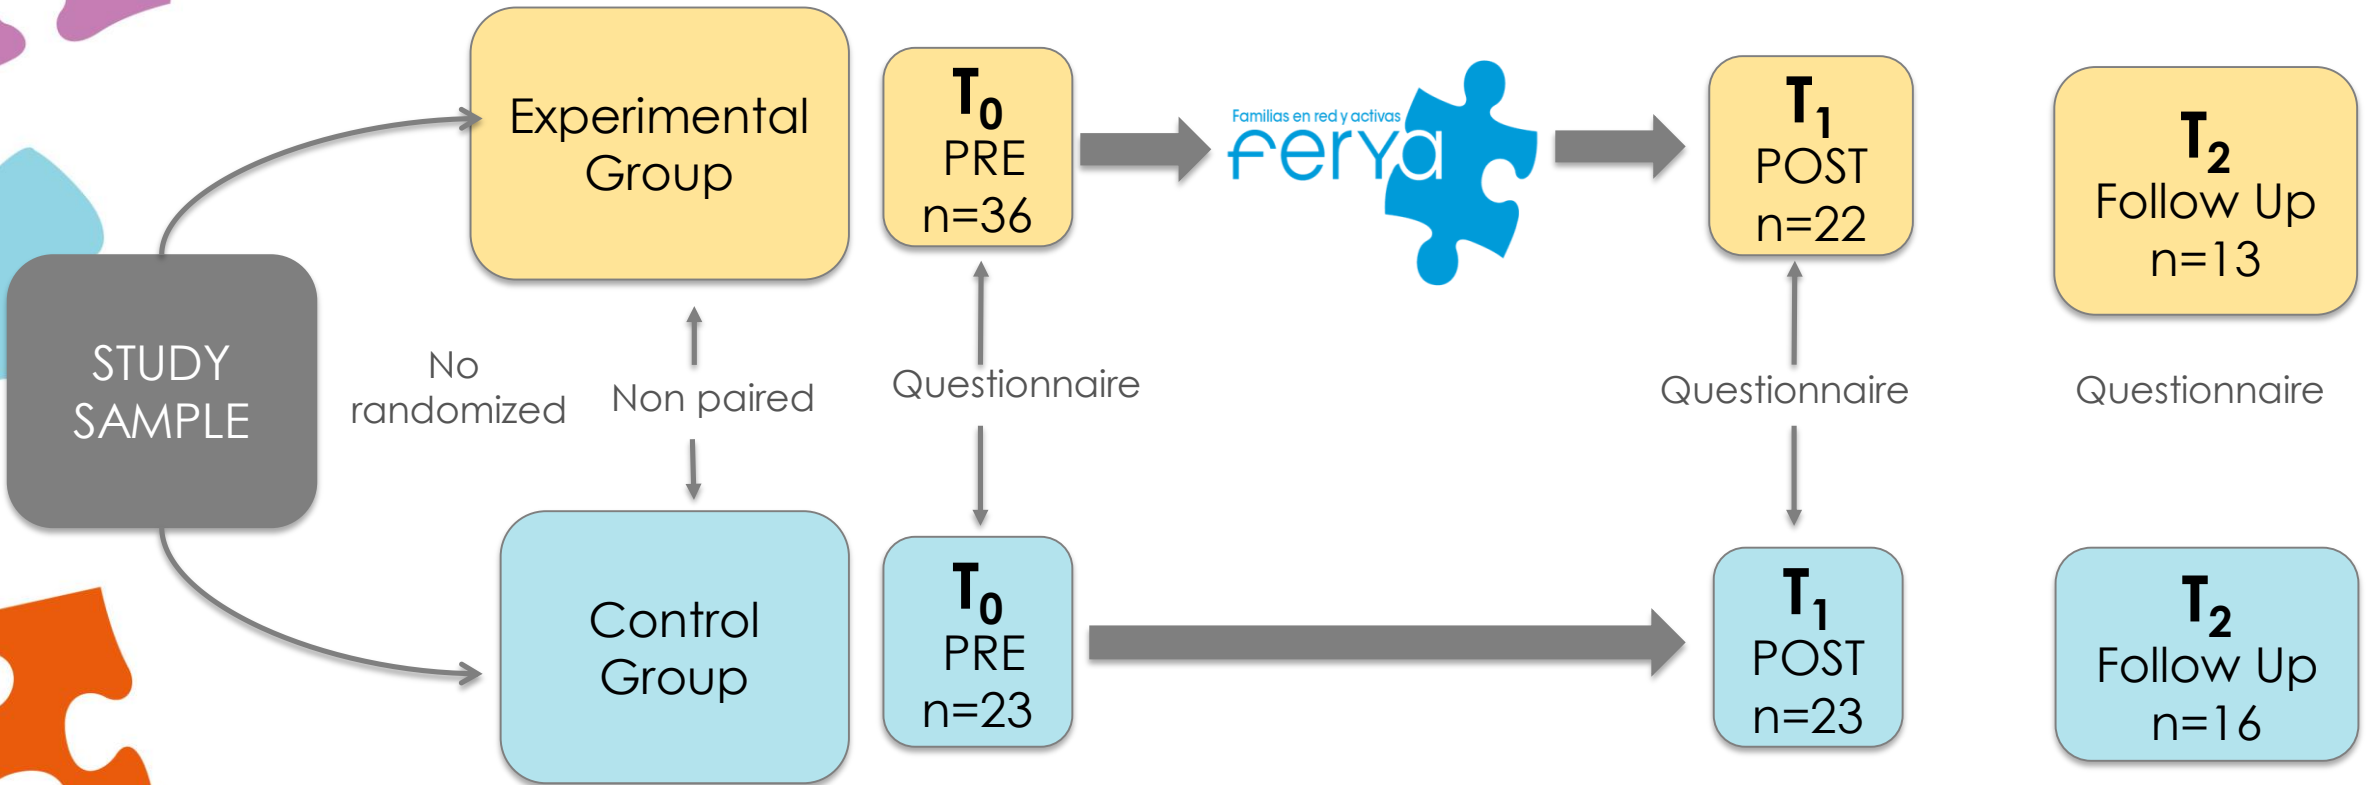 STUDY
SAMPLE
No
randomized
Experimental
Group
Non paired
Control
Group
T₀
PRE
n=36
Questionnaire
T₀
PRE
n=23
Familias en red y activas
ferya
T₁
POST
n=22
Questionnaire
T₁
POST
n=23
T₂
Follow Up
n=13
Questionnaire
T₂
Follow Up
n=16